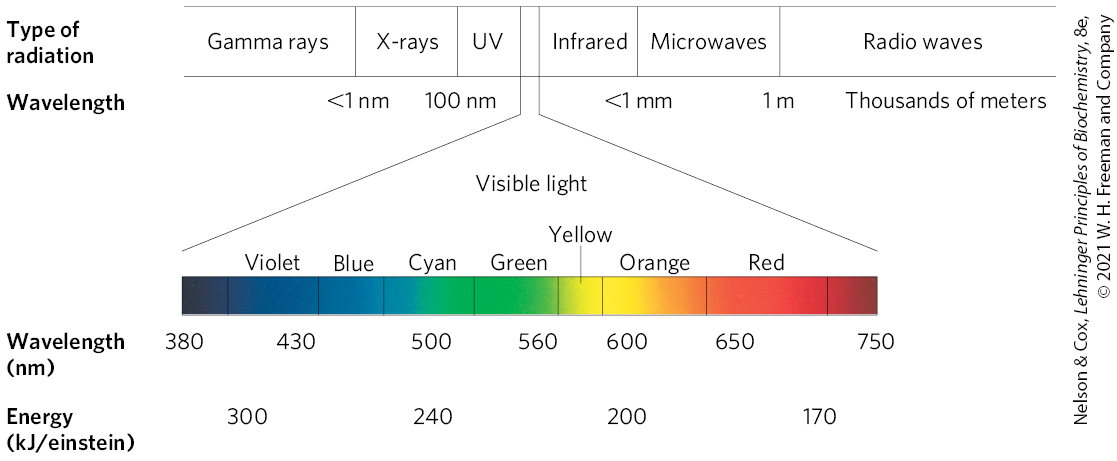 Type of
radiation
Gamma rays X-rays UV Infrared Microwaves Radio waves
Wavelength <1 nm 100 nm <1 mm 1 m Thousands of meters
Visible light
Yellow
Violet Blue Cyan Green Orange Red
Wavelength
(nm)
380 430 500 560 600 650 750
Energy
(kJ/einstein)
300 240 200 170
Nelson & Cox, Lehninger Principles of Biochemistry, 8e,
© 2021 W. H. Freeman and Company